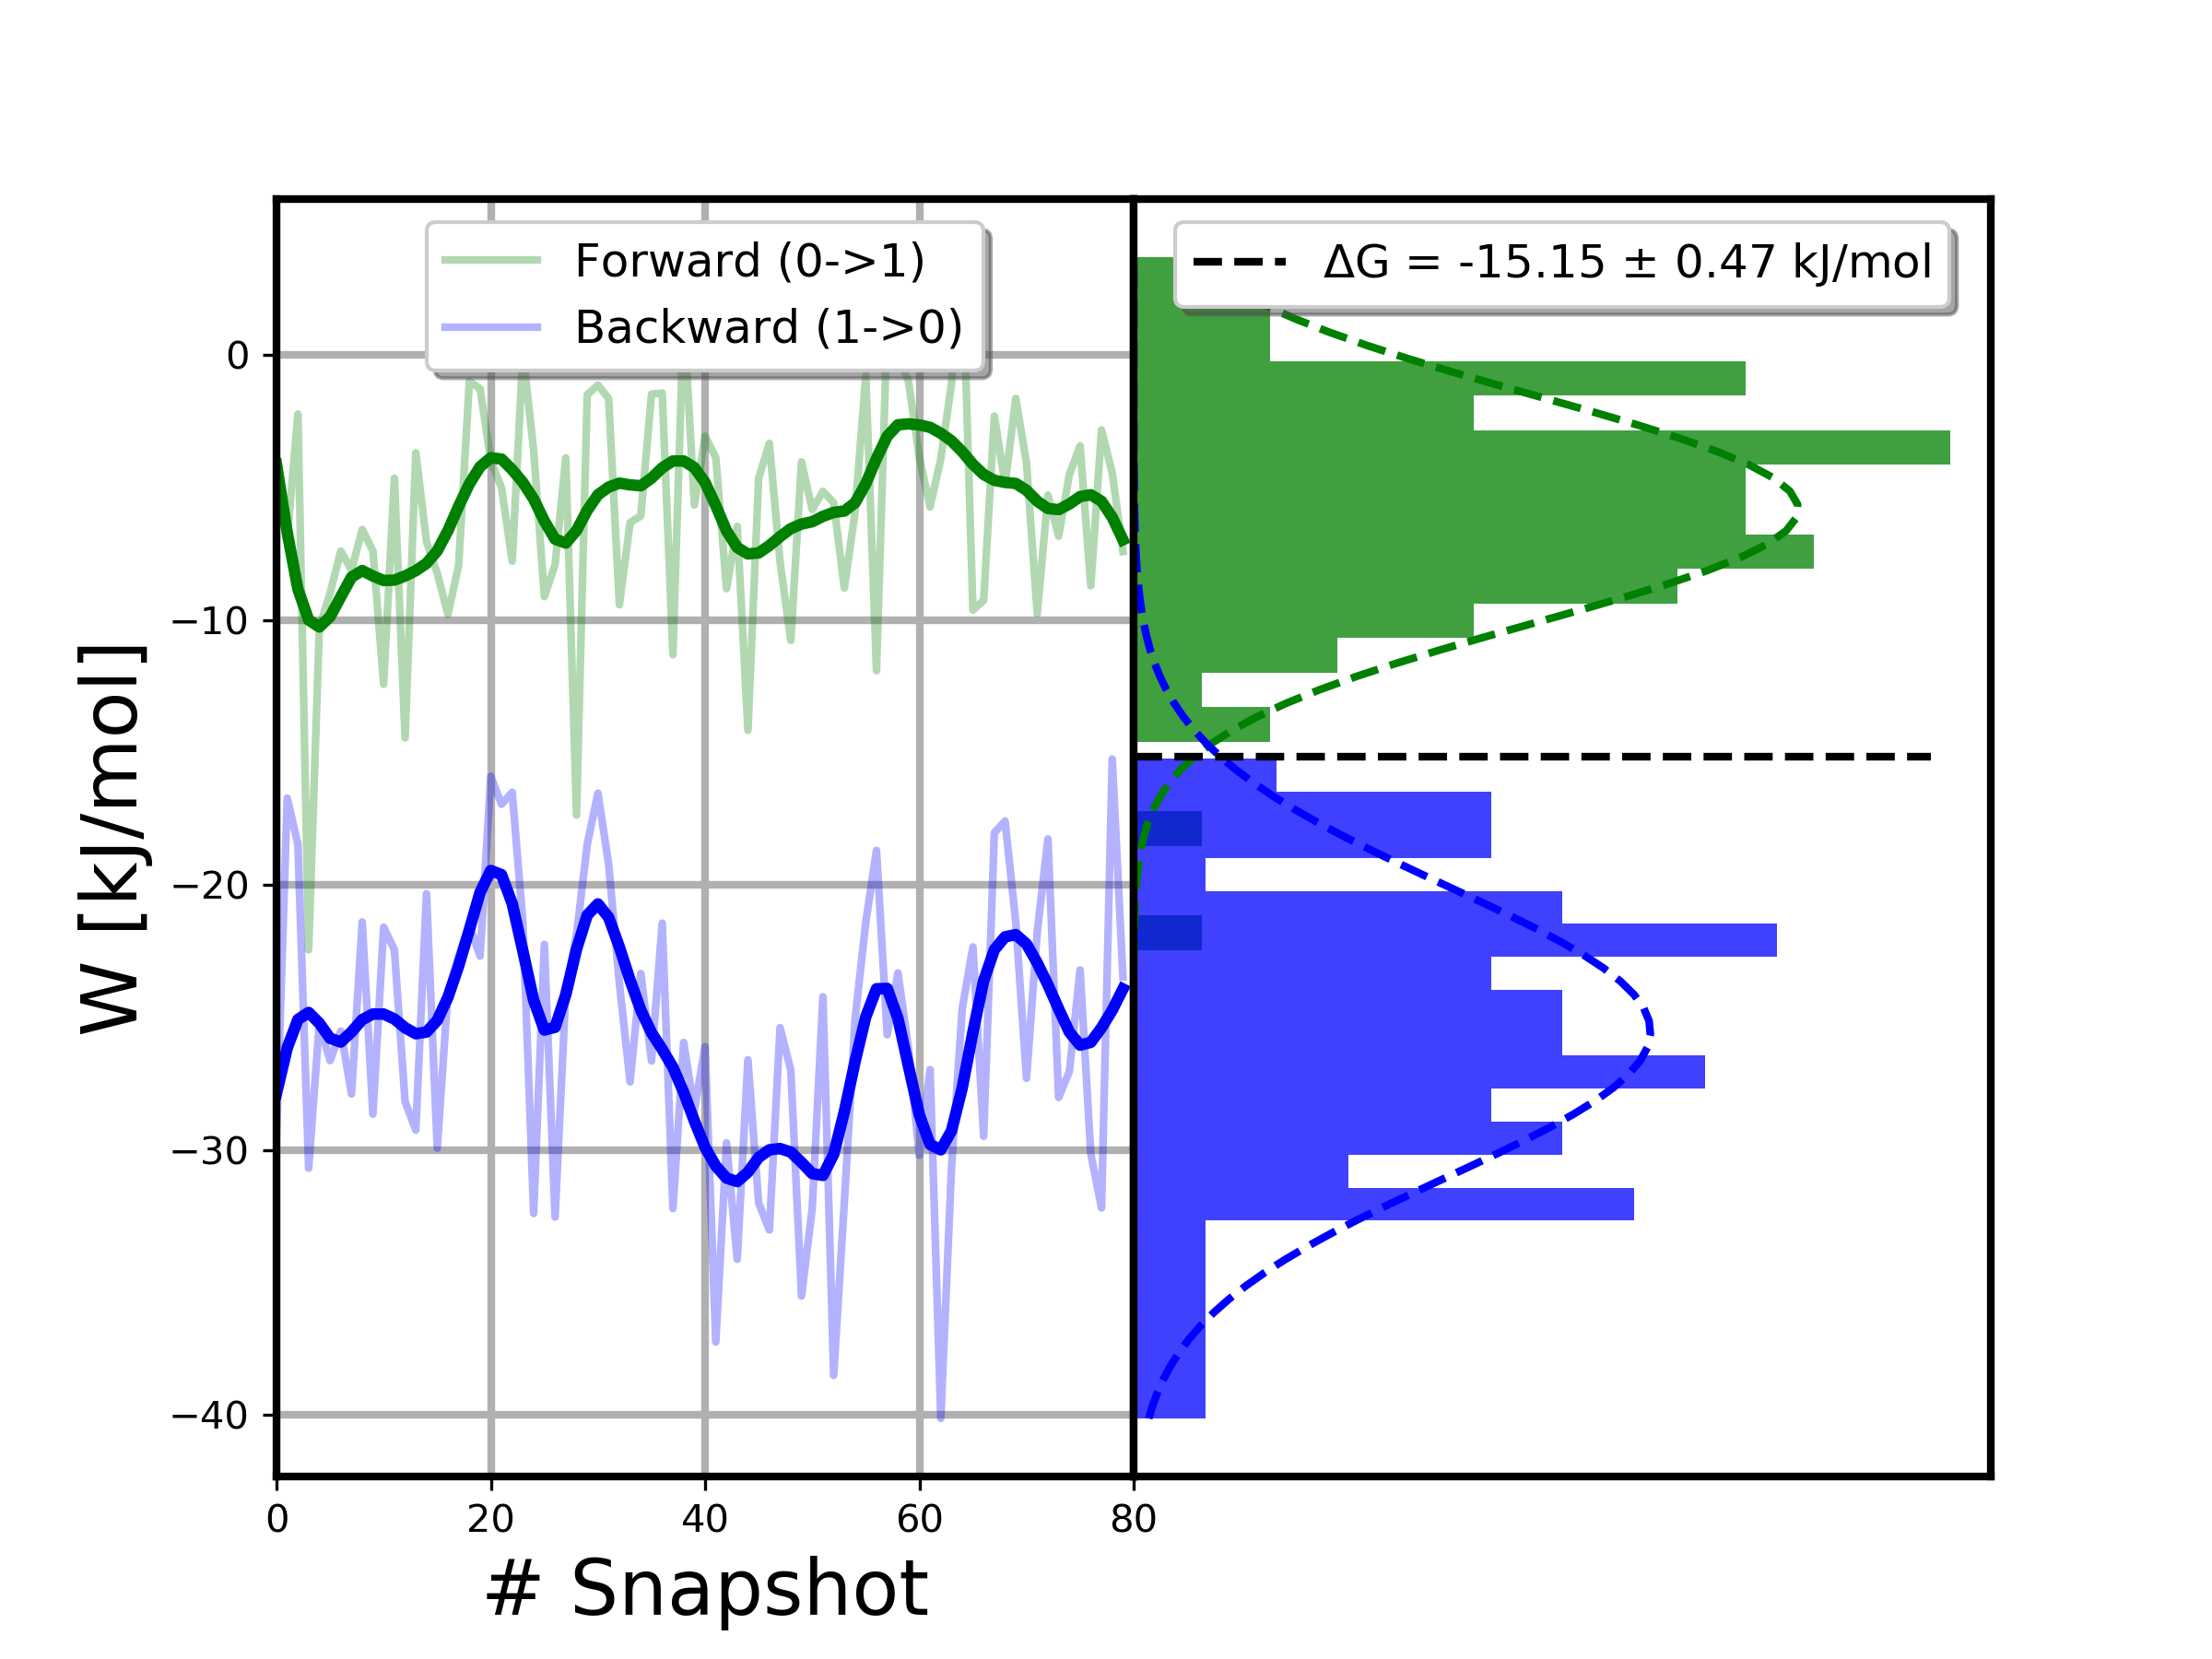 Forward (0->1)
Backward (1->0)
ΔG = -15.15 ± 0.47 kJ/mol
W [kJ/mol]
0
−10
−20
−30
−40
0
20
40
60
80
# Snapshot